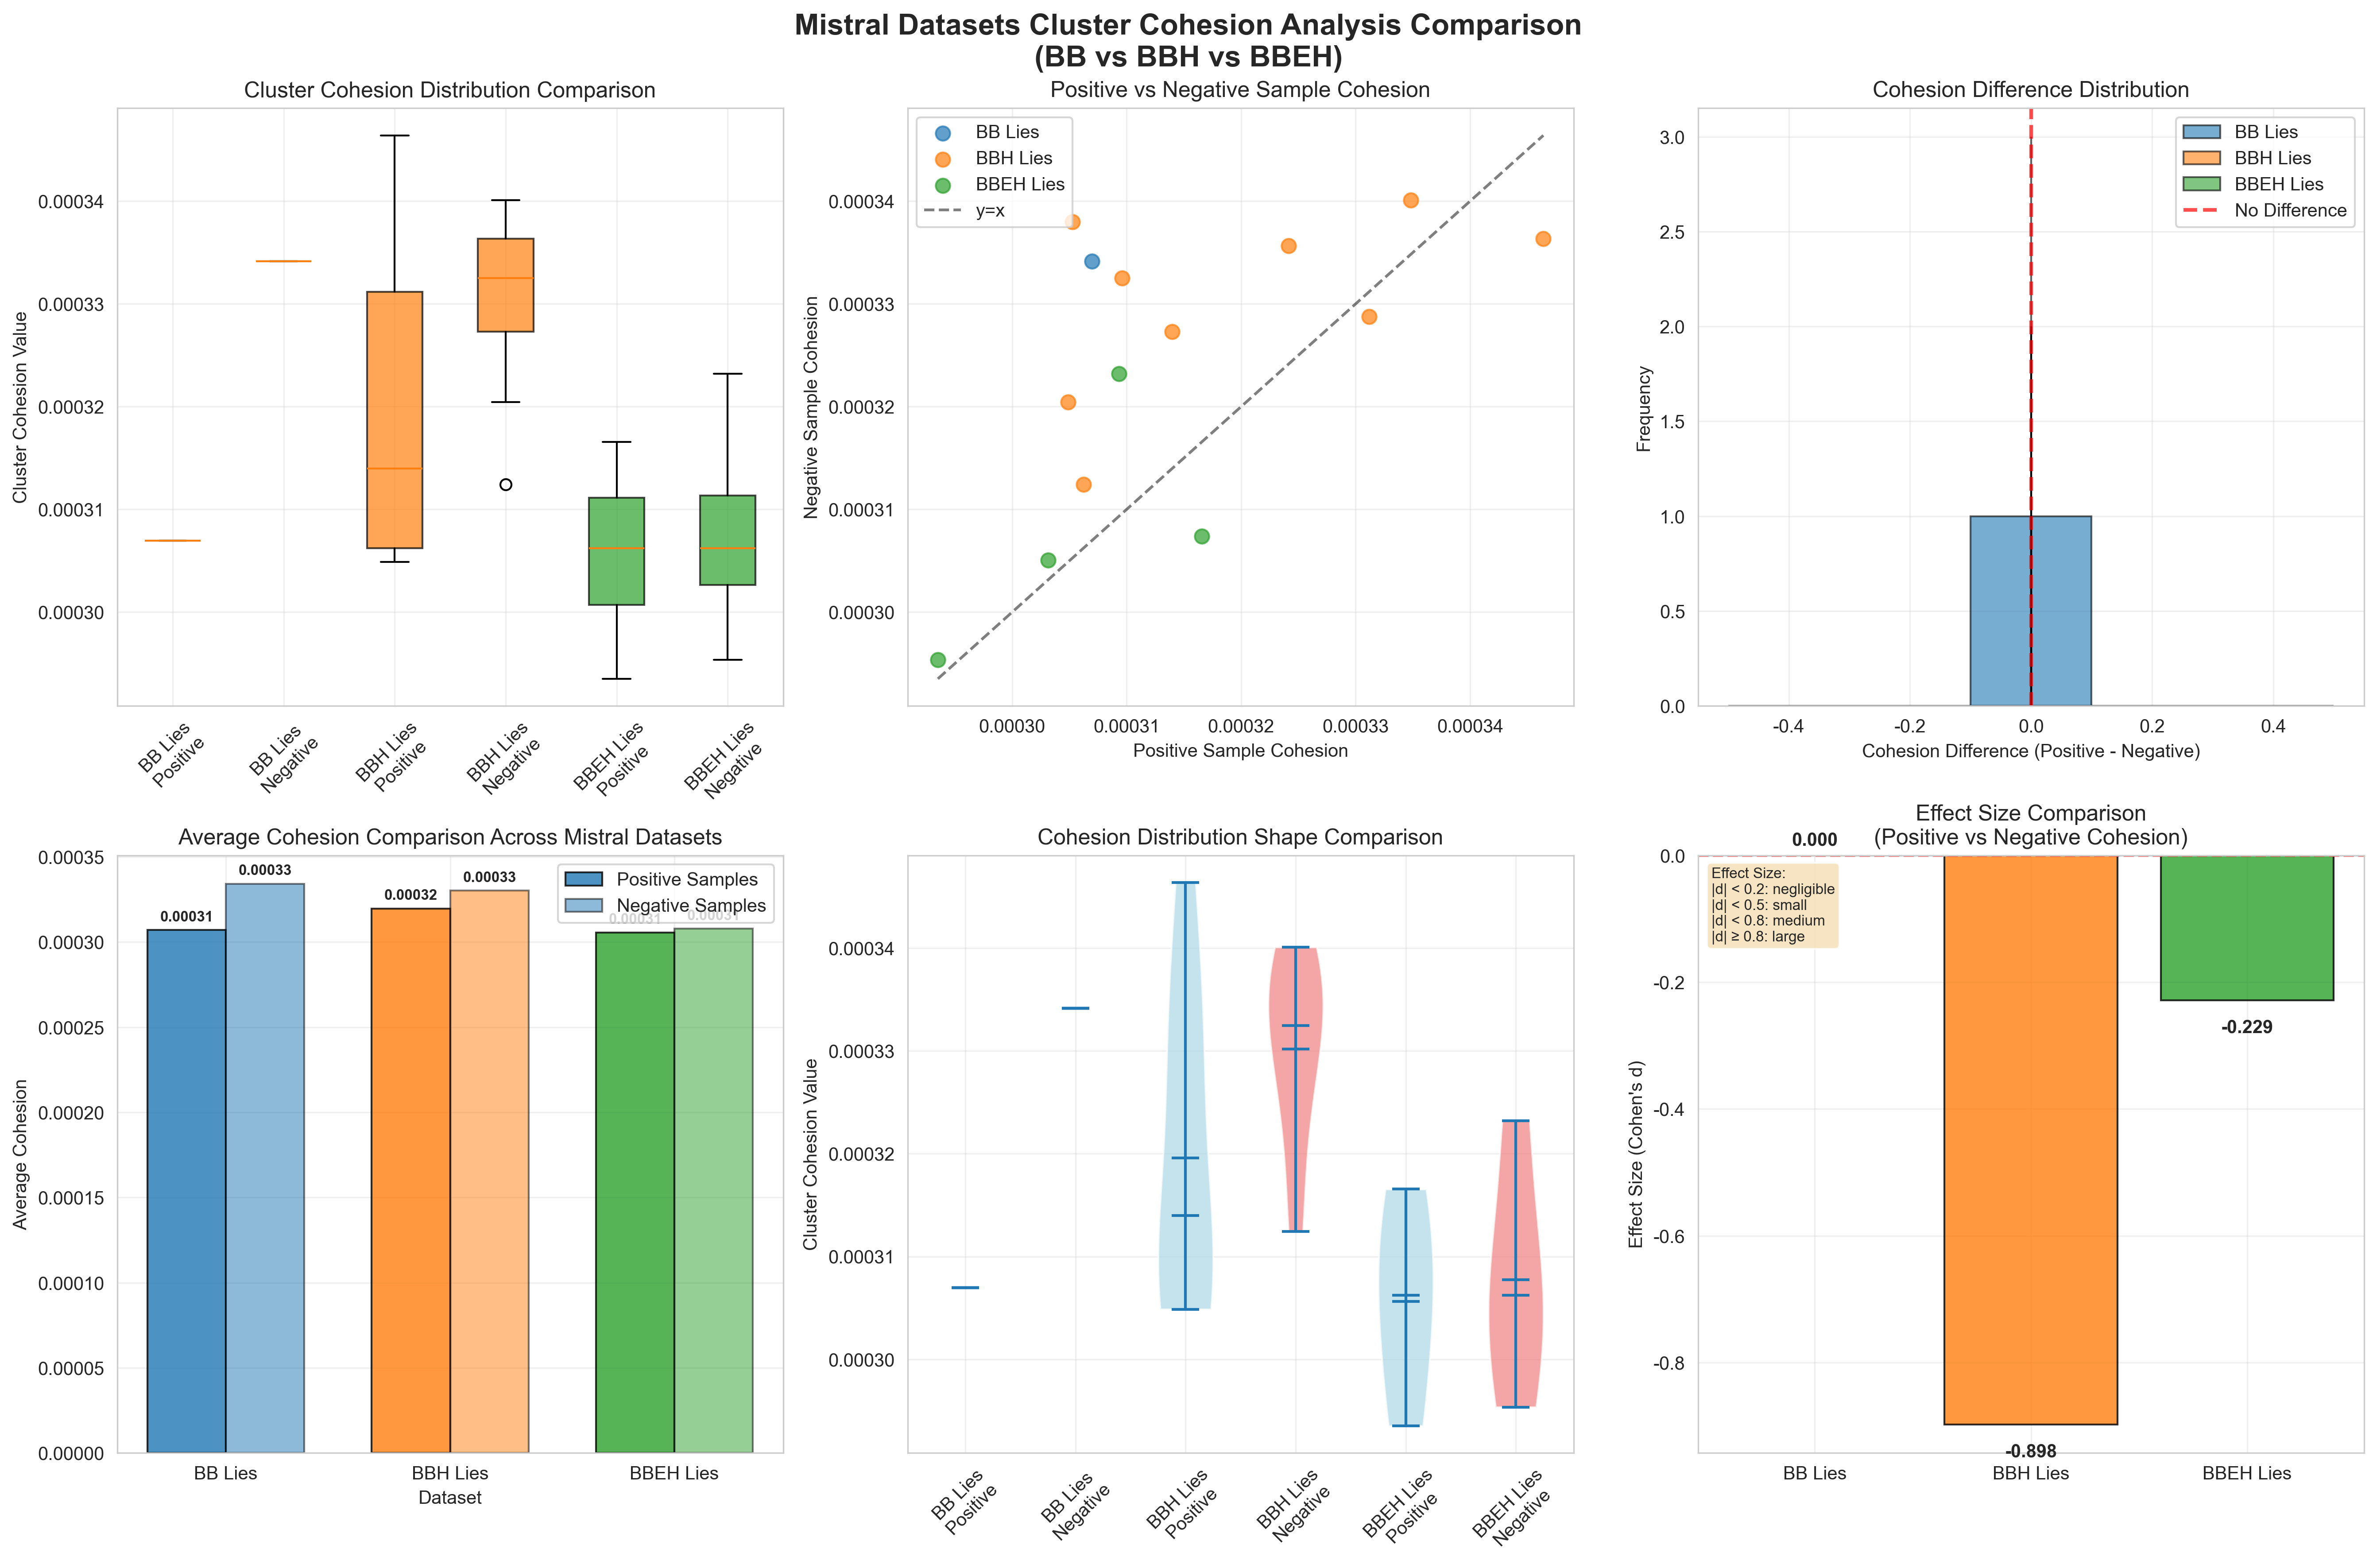 Mistral Datasets Cluster Cohesion Analysis Comparison
(BB vs BBH vs BBEH)
Cluster Cohesion Distribution Comparison
Cluster Cohesion Value
0.00034
0.00033
0.00032
0.00031
0.00030
BB Lies
Positive
BB Lies
Negative
BBH Lies
Positive
BBH Lies
Negative
BBEH Lies
Positive
BBEH Lies
Negative
Positive vs Negative Sample Cohesion
BB Lies
BBH Lies
BBEH Lies
y=x
Negative Sample Cohesion
0.00034
0.00033
0.00032
0.00031
0.00030
0.00030
0.00031
0.00032
0.00033
0.00034
Positive Sample Cohesion
Cohesion Difference Distribution
BB Lies
BBH Lies
BBEH Lies
No Difference
Frequency
3.0
2.5
2.0
1.5
1.0
0.5
0.0
-0.4
-0.2
0.0
0.2
0.4
Cohesion Difference (Positive - Negative)
Average Cohesion Comparison Across Mistral Datasets
Positive Samples
Negative Samples
Average Cohesion
0.00035
0.00030
0.00025
0.00020
0.00015
0.00010
0.00005
0.00000
0.00031
0.00033
0.00032
0.00033
0.00031
0.00031
BB Lies
BBH Lies
BBEH Lies
Dataset
Cohesion Distribution Shape Comparison
Cluster Cohesion Value
0.00034
0.00033
0.00032
0.00031
0.00030
BB Lies
Positive
BB Lies
Negative
BBH Lies
Positive
BBH Lies
Negative
BBEH Lies
Positive
BBEH Lies
Negative
Effect Size Comparison
(Positive vs Negative Cohesion)
0.000
Effect Size:
|d| < 0.2: negligible
|d| < 0.5: small
|d| < 0.8: medium
|d| ≥ 0.8: large
Effect Size (Cohen's d)
0.0
-0.2
-0.4
-0.6
-0.8
-0.898
-0.229
BB Lies
BBH Lies
BBEH Lies